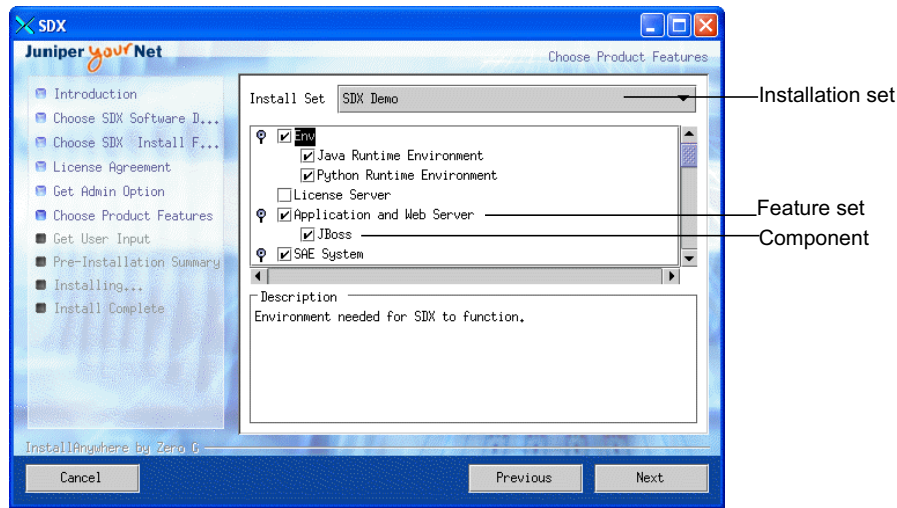 SDX
Juniper your Net
Choose Product Features
Introduction
Choose SDX Software D...
Choose SDX Install F...
License Agreement
Get Admin Option
Choose Product Features
Get User Input
Pre-Installation Summary
Installing...
Install Complete
Install Set
SDX Demo
Installation set
Env
Java Runtime Environment
Python Runtime Environment
License Server
Application and Web Server
Feature set
JBoss
Component
SAE System
Description
Environment needed for SDX to function.
InstallAnywhere by Zero G
Cancel
Previous
Next